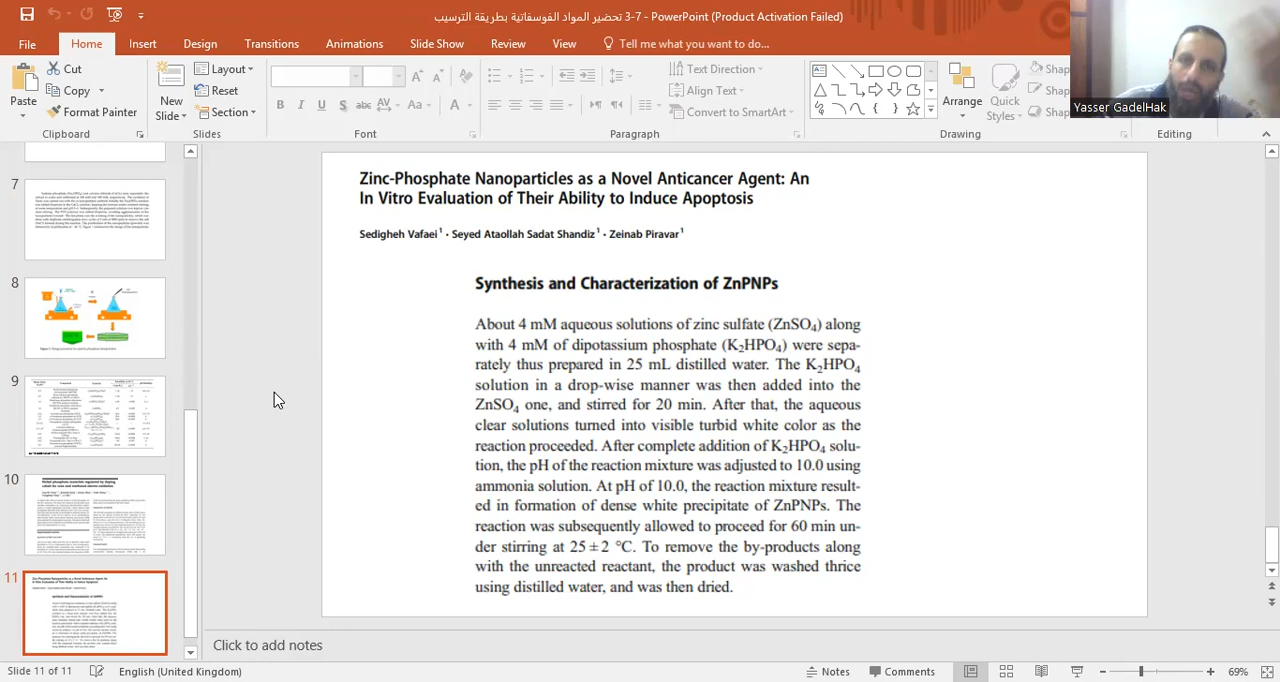 3-7 تحضير المواد الفوسفاتية بطريقة الترسيب - PowerPoint (Product Activation Failed)
File Home Insert Design Transitions Animations Slide Show Review View Tell me what you want to do...
Yasser GadelHak
Paste
Cut
Copy
Format Painter
Clipboard
New Slide
Layout
Reset
Section
Slides
B I U S abc AV Aa A
Font
Text Direction
Align Text
Convert to SmartArt
Paragraph
Arrange
Quick Styles
Drawing
Editing
7
8
9
10
11
Zinc-Phosphate Nanoparticles as a Novel Anticancer Agent: An
In Vitro Evaluation of Their Ability to Induce Apoptosis
Sedigheh Vafaei¹ · Seyed Ataollah Sadat Shandiz¹ · Zeinab Piravar¹
Synthesis and Characterization of ZnPNPs
About 4 mM aqueous solutions of zinc sulfate (ZnSO₄) along
with 4 mM of dipotassium phosphate (K₂HPO₄) were sepa-
rately thus prepared in 25 mL distilled water. The K₂HPO₄
solution in a drop-wise manner was then added into the
ZnSO₄ one, and stirred for 20 min. After that, the aqueous
clear solutions turned into visible turbid white color as the
reaction proceeded. After complete addition of K₂HPO₄ solu-
tion, the pH of the reaction mixture was adjusted to 10.0 using
ammonia solution. At pH of 10.0, the reaction mixture result-
ed in formation of dense white precipitate of ZnPNPs. The
reaction was subsequently allowed to proceed for 60 min un-
der stirring at 25 ± 2 °C. To remove the by-products along
with the unreacted reactant, the product was washed thrice
using distilled water, and was then dried.
Click to add notes
Slide 11 of 11 English (United Kingdom) Notes Comments 69%